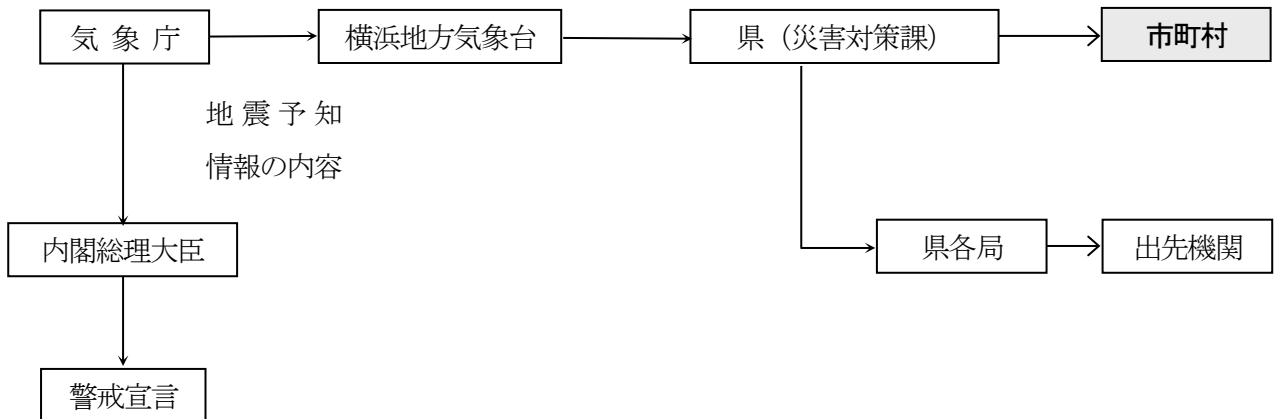 気 象 庁
横浜地方気象台
県（災害対策課）
市町村
地 震 予 知
情報の内容
内閣総理大臣
県各局
出先機関
警戒宣言